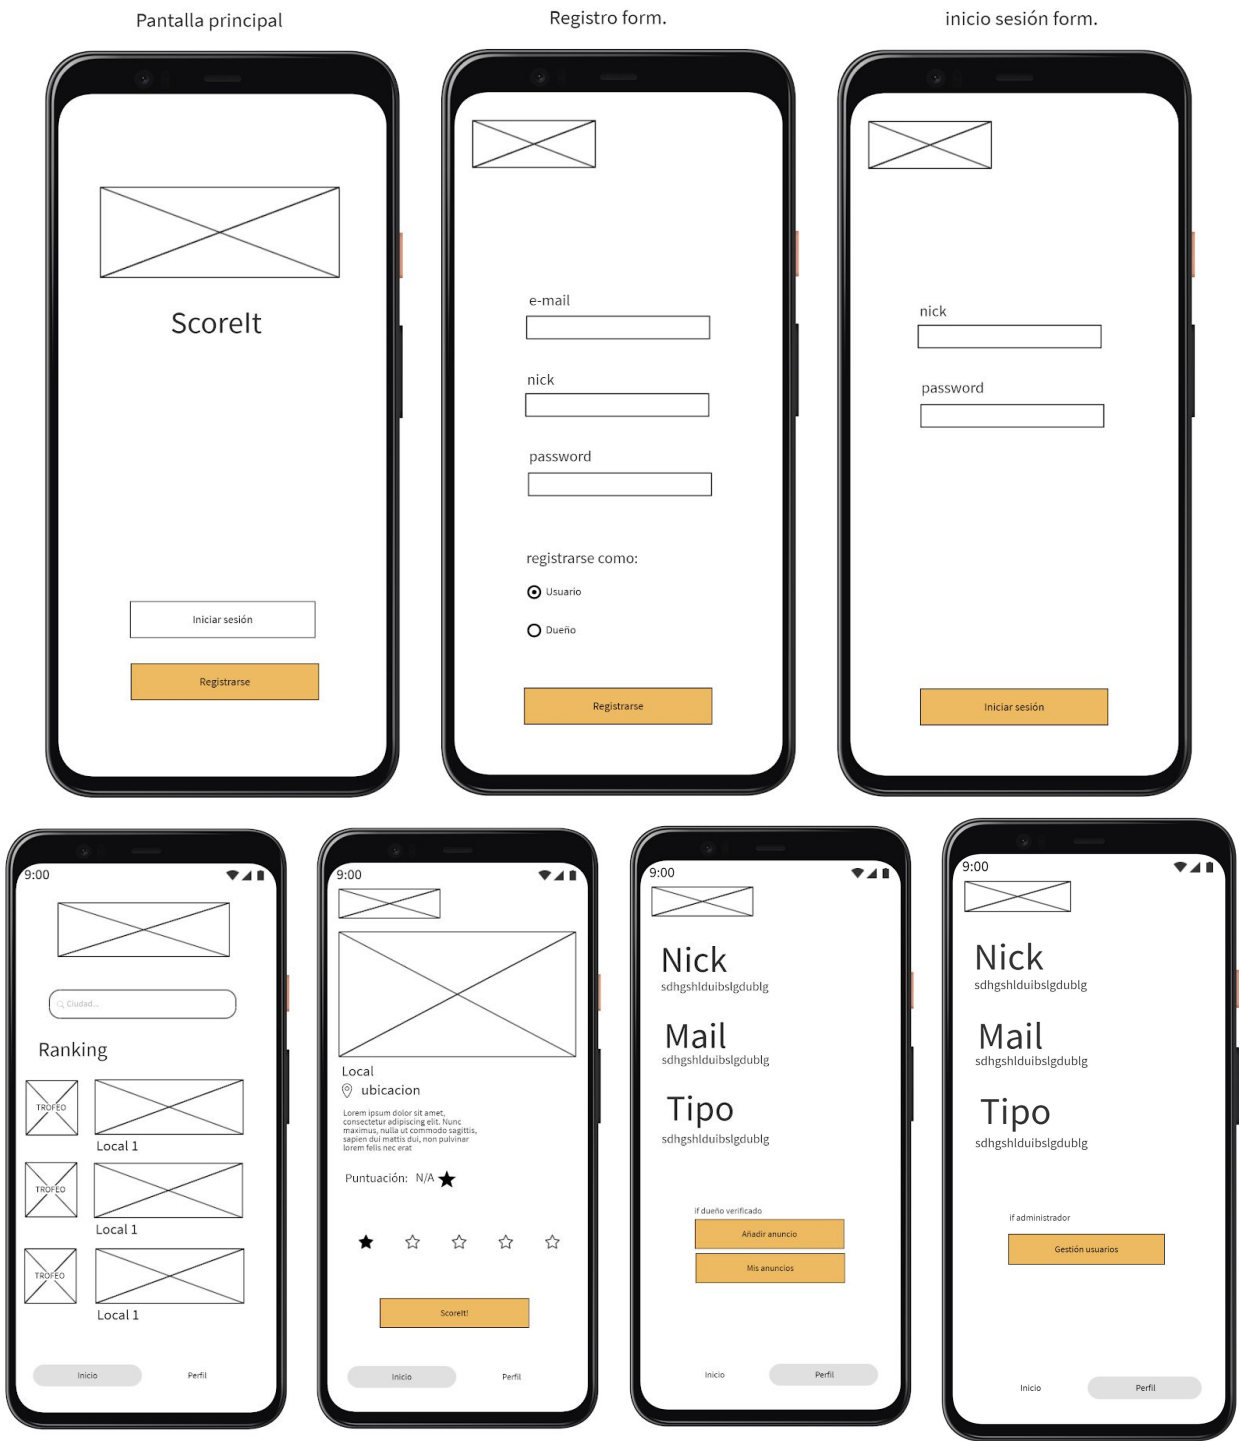 Pantalla principal
Registro form.
inicio sesión form.
ScoreIt
Iniciar sesión
Registrarse
e-mail
nick
password
registrarse como:
Usuario
Dueño
Registrarse
nick
password
Iniciar sesión
9:00
Ciudad...
Ranking
TROFEO
Local 1
TROFEO
Local 1
TROFEO
Local 1
Inicio
Perfil
9:00
Local
ubicacion
Lorem ipsum dolor sit amet,
consectetur adipiscing elit. Nunc
maximus, nulla ut commodo sagittis,
sapien dui mattis dui, non pulvinar
lorem felis nec erat
Puntuación: N/A
ScoreIt!
Inicio
Perfil
9:00
Nick
sdhgshlduibslgdublg
Mail
sdhgshlduibslgdublg
Tipo
sdhgshlduibslgdublg
if dueño verificado
Añadir anuncio
Mis anuncios
Inicio
Perfil
9:00
Nick
sdhgshlduibslgdublg
Mail
sdhgshlduibslgdublg
Tipo
sdhgshlduibslgdublg
if administrador
Gestión usuarios
Inicio
Perfil